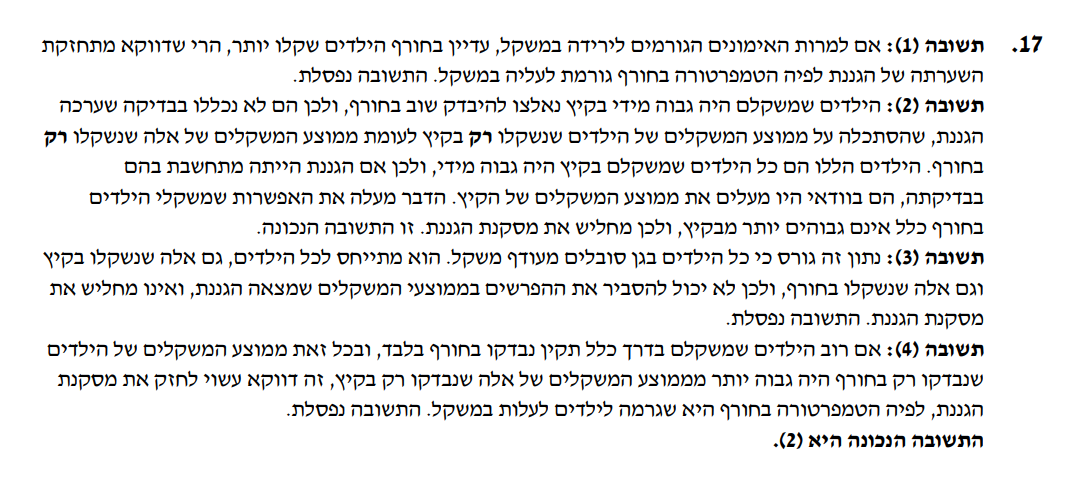 17. תשובה (1): אם למרות האימונים הגורמים לירידה במשקל, עדיין בחורף הילדים שקלו יותר, הרי שדווקא מתחזקת
השערתה של הגננת לפיה הטמפרטורה בחורף גורמת לעליה במשקל. התשובה נפסלת.
תשובה (2): הילדים שמשקלם היה גבוה מידי בקיץ נאלצו להיבדק שוב בחורף, ולכן הם לא נכללו בבדיקה שערכה
הגננת, שהסתכלה על ממוצע המשקלים של הילדים שנשקלו רק בקיץ לעומת ממוצע המשקלים של אלה שנשקלו רק
בחורף. הילדים הללו הם כל הילדים שמשקלם בקיץ היה גבוה מידי, ולכן אם הגננת הייתה מתחשבת בהם
בבדיקתה, הם בוודאי היו מעלים את ממוצע המשקלים של הקיץ. הדבר מעלה את האפשרות שמשקלי הילדים
בחורף כלל אינם גבוהים יותר מבקיץ, ולכן מחליש את מסקנת הגננת. זו התשובה הנכונה.
תשובה (3): נתון זה גורס כי כל הילדים בגן סובלים מעודף משקל. הוא מתייחס לכל הילדים, גם אלה שנשקלו בקיץ
וגם אלה שנשקלו בחורף, ולכן לא יכול להסביר את ההפרשים בממוצעי המשקלים שמצאה הגננת, ואינו מחליש את
מסקנת הגננת. התשובה נפסלת.
תשובה (4): אם רוב הילדים שמשקלם בדרך כלל תקין נבדקו בחורף בלבד, ובכל זאת ממוצע המשקלים של הילדים
שנבדקו רק בחורף היה גבוה יותר מממוצע המשקלים של אלה שנבדקו רק בקיץ, זה דווקא עשוי לחזק את מסקנת
הגננת, לפיה הטמפרטורה בחורף היא שגרמה לילדים לעלות במשקל. התשובה נפסלת.
התשובה הנכונה היא (2).